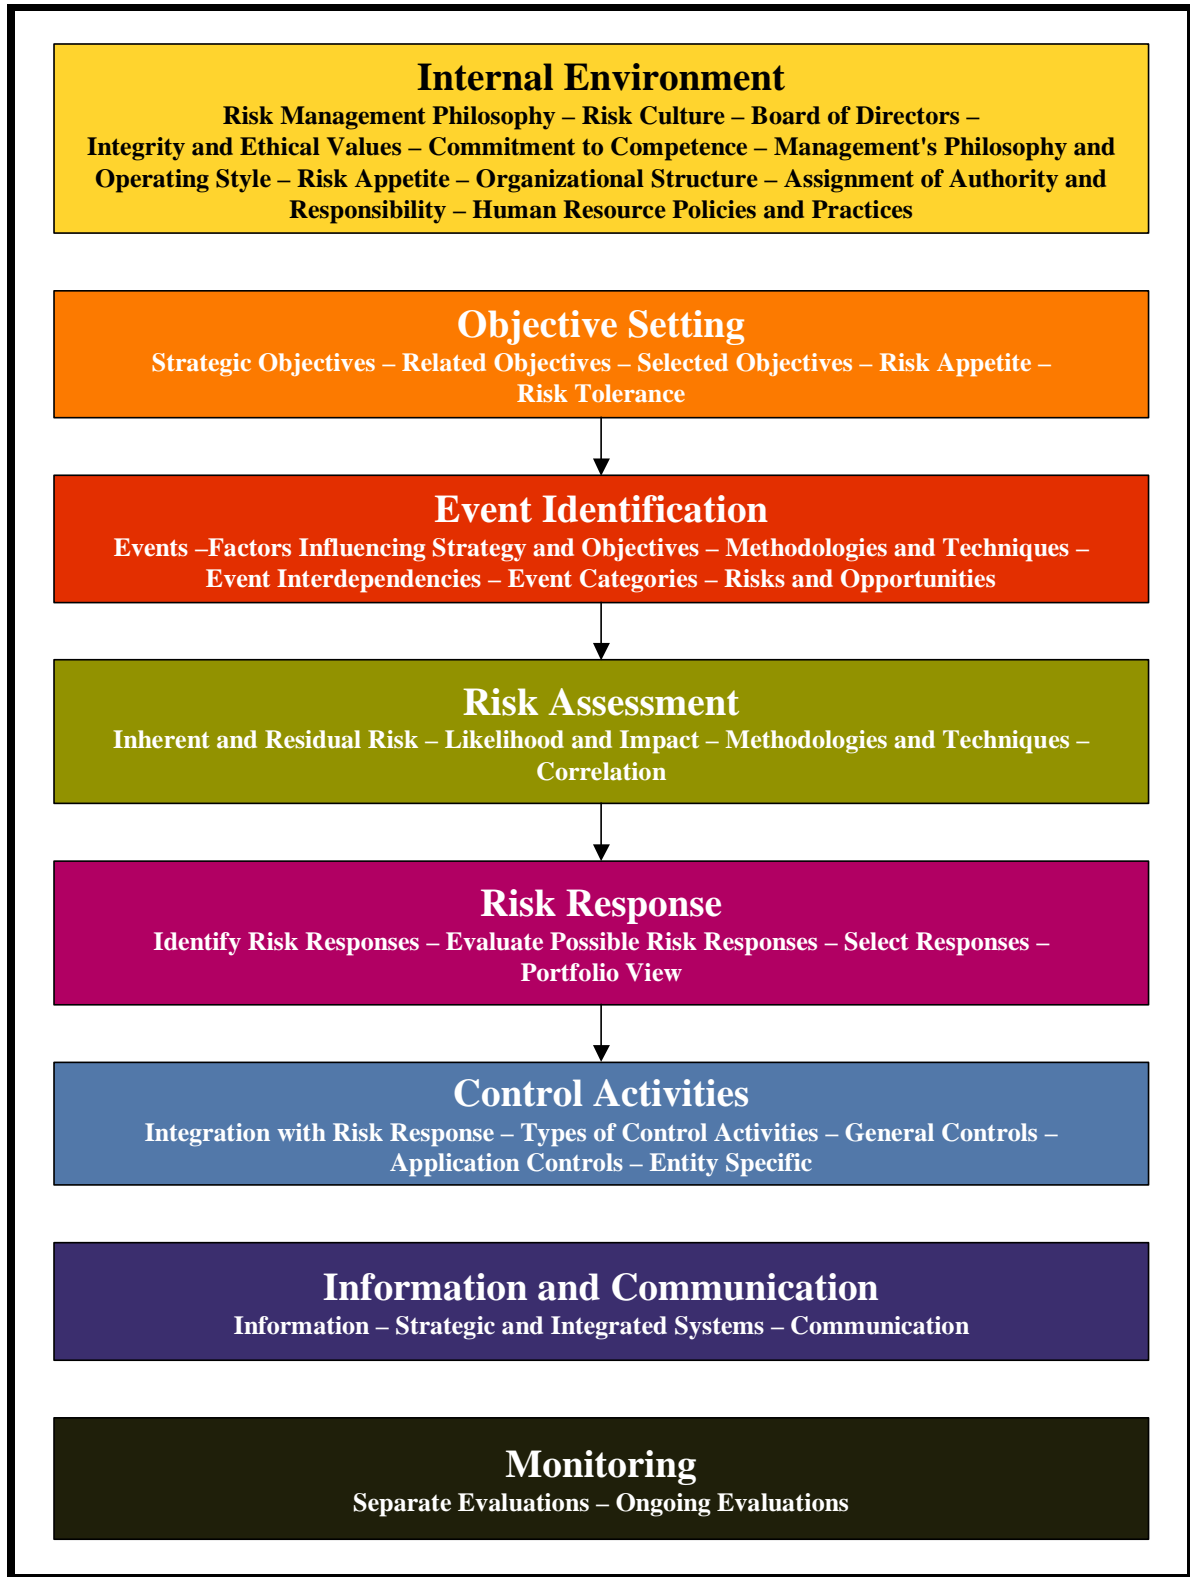 Internal Environment
Risk Management Philosophy – Risk Culture – Board of Directors –
Integrity and Ethical Values – Commitment to Competence – Management's Philosophy and
Operating Style – Risk Appetite – Organizational Structure – Assignment of Authority and
Responsibility – Human Resource Policies and Practices
Objective Setting
Strategic Objectives – Related Objectives – Selected Objectives – Risk Appetite –
Risk Tolerance
Event Identification
Events –Factors Influencing Strategy and Objectives – Methodologies and Techniques –
Event Interdependencies – Event Categories – Risks and Opportunities
Risk Assessment
Inherent and Residual Risk – Likelihood and Impact – Methodologies and Techniques –
Correlation
Risk Response
Identify Risk Responses – Evaluate Possible Risk Responses – Select Responses –
Portfolio View
Control Activities
Integration with Risk Response – Types of Control Activities – General Controls –
Application Controls – Entity Specific
Information and Communication
Information – Strategic and Integrated Systems – Communication
Monitoring
Separate Evaluations – Ongoing Evaluations